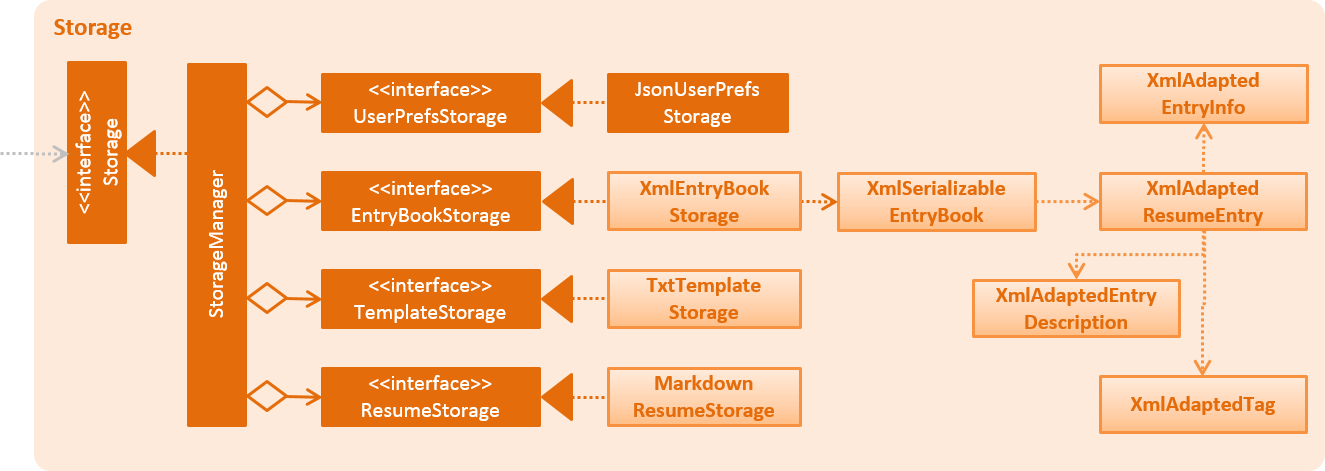 Storage
<<interface>>
Storage
StorageManager
<<interface>>
UserPrefsStorage
JsonUserPrefs
Storage
<<interface>>
EntryBookStorage
XmlEntryBook
Storage
XmlSerializable
EntryBook
XmlAdapted
ResumeEntry
XmlAdapted
EntryInfo
<<interface>>
TemplateStorage
TxtTemplate
Storage
XmlAdaptedEntry
Description
<<interface>>
ResumeStorage
Markdown
ResumeStorage
XmlAdaptedTag